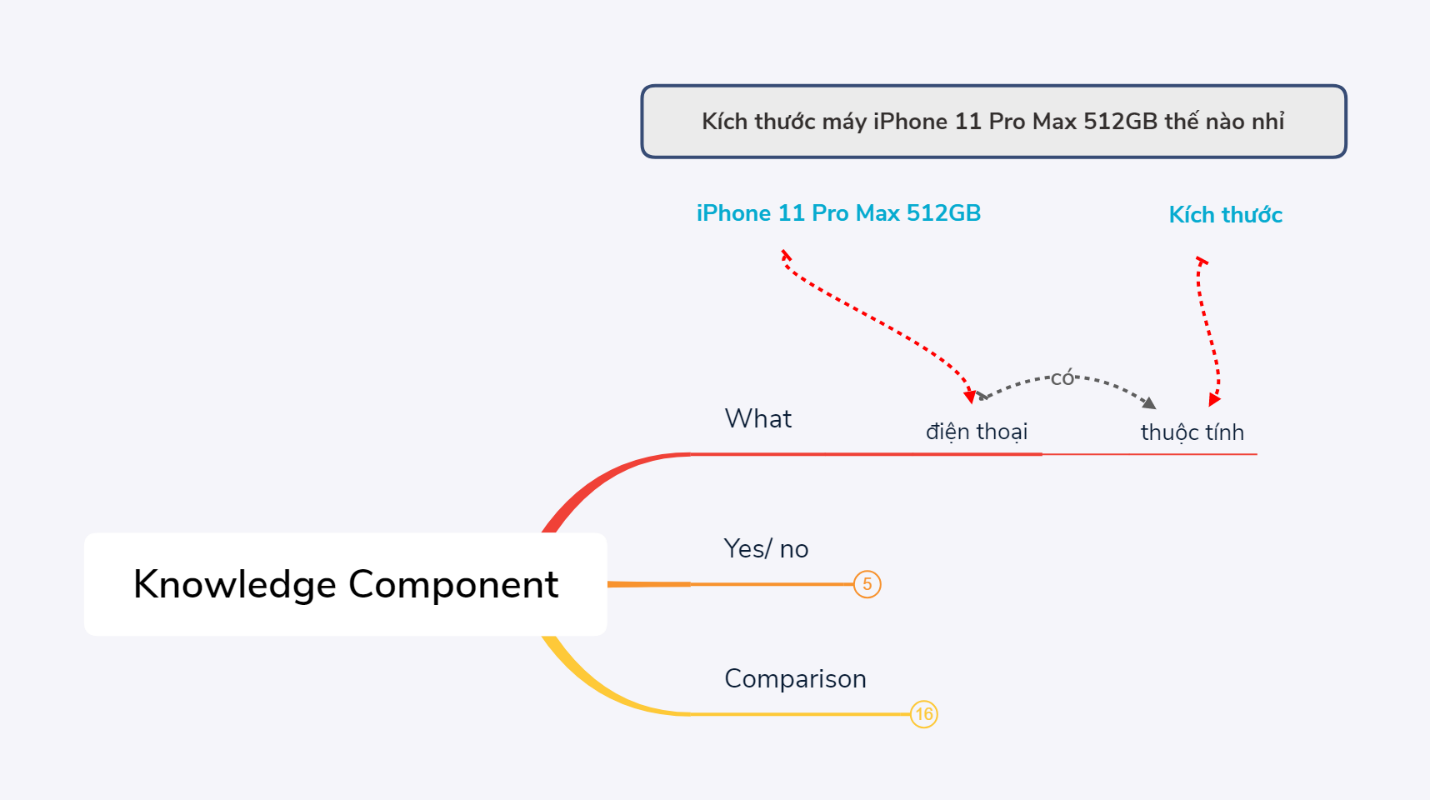 Kích thước máy iPhone 11 Pro Max 512GB thế nào nhỉ
iPhone 11 Pro Max 512GB
Kích thước
có
What
điện thoại
thuộc tính
Yes/ no
5
Knowledge Component
Comparison
16